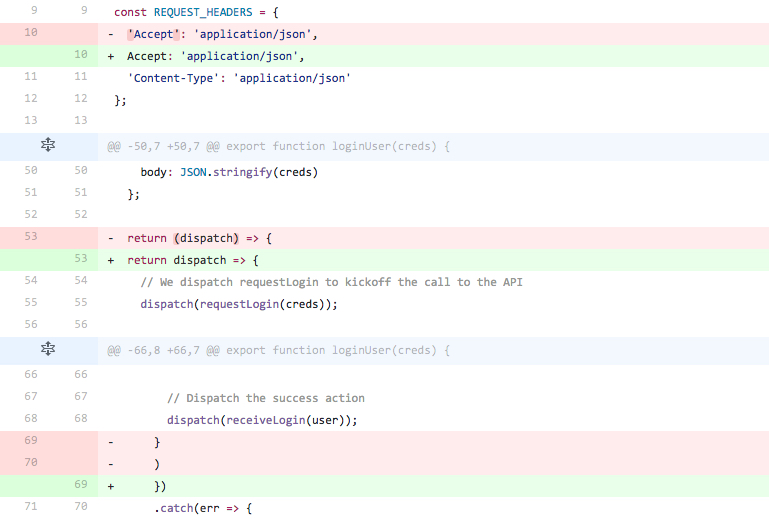 9 9 const REQUEST_HEADERS = {
10 - 'Accept': 'application/json',
10 + Accept: 'application/json',
11 11 'Content-Type': 'application/json'
12 12 };
13 13
@@ -50,7 +50,7 @@ export function loginUser(creds) {
50 50 body: JSON.stringify(creds)
51 51 };
52 52
53 - return (dispatch) => {
53 + return dispatch => {
54 54 // We dispatch requestLogin to kickoff the call to the API
55 55 dispatch(requestLogin(creds));
56 56
@@ -66,8 +66,7 @@ export function loginUser(creds) {
66 66
67 67 // Dispatch the success action
68 68 dispatch(receiveLogin(user));
69 - }
70 - )
69 + })
71 70 .catch(err => {